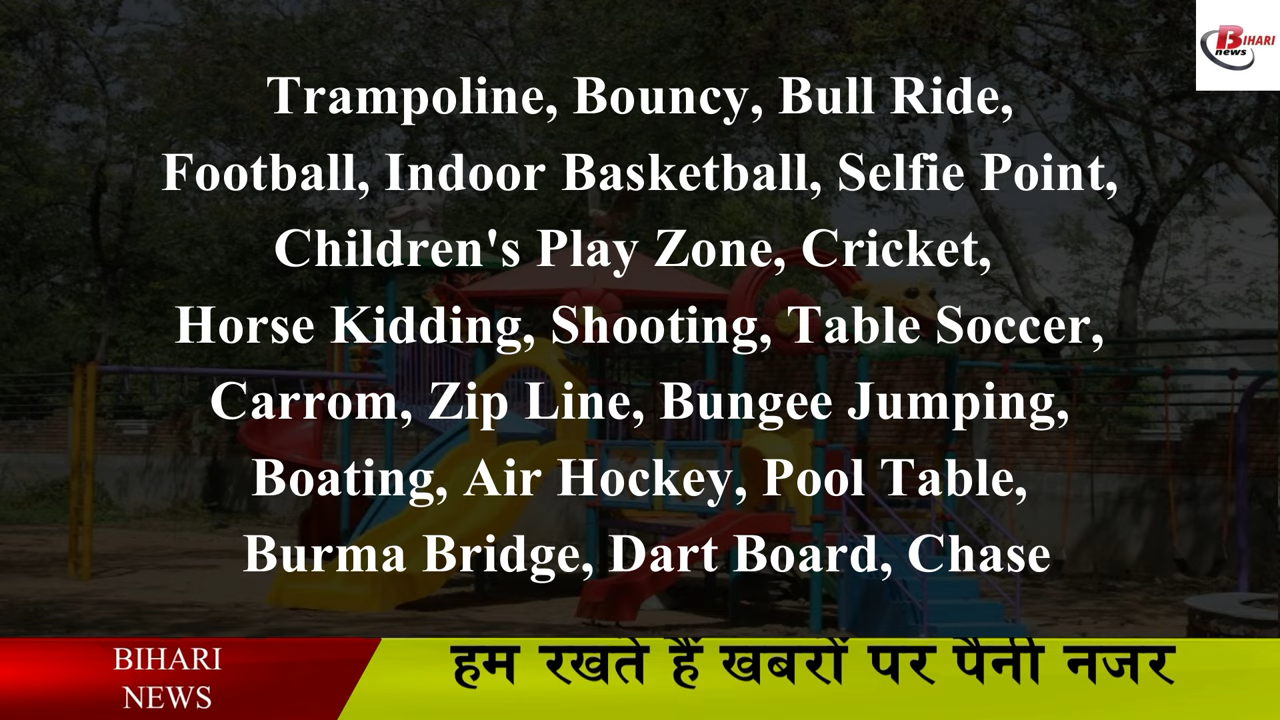 BIHARI
news
Trampoline, Bouncy, Bull Ride,
Football, Indoor Basketball, Selfie Point,
Children's Play Zone, Cricket,
Horse Kidding, Shooting, Table Soccer,
Carrom, Zip Line, Bungee Jumping,
Boating, Air Hockey, Pool Table,
Burma Bridge, Dart Board, Chase
BIHARI
NEWS
हम रखते हैं खबरों पर पैनी नजर